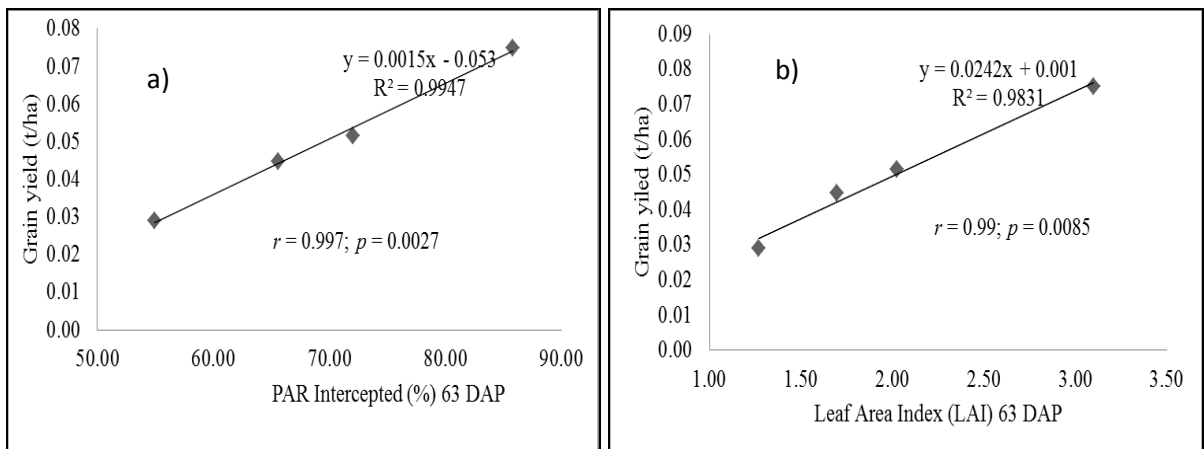 a)
Grain yield (t/ha)
0.08
0.07
0.06
0.05
0.04
0.03
0.02
0.01
0.00
y = 0.0015x - 0.053
R² = 0.9947
r = 0.997; p = 0.0027
50.00 60.00 70.00 80.00 90.00
PAR Intercepted (%) 63 DAP
b)
Grain yiled (t/ha)
0.09
0.08
0.07
0.06
0.05
0.04
0.03
0.02
0.01
0.00
y = 0.0242x + 0.001
R² = 0.9831
r = 0.99; p = 0.0085
1.00 1.50 2.00 2.50 3.00 3.50
Leaf Area Index (LAI) 63 DAP